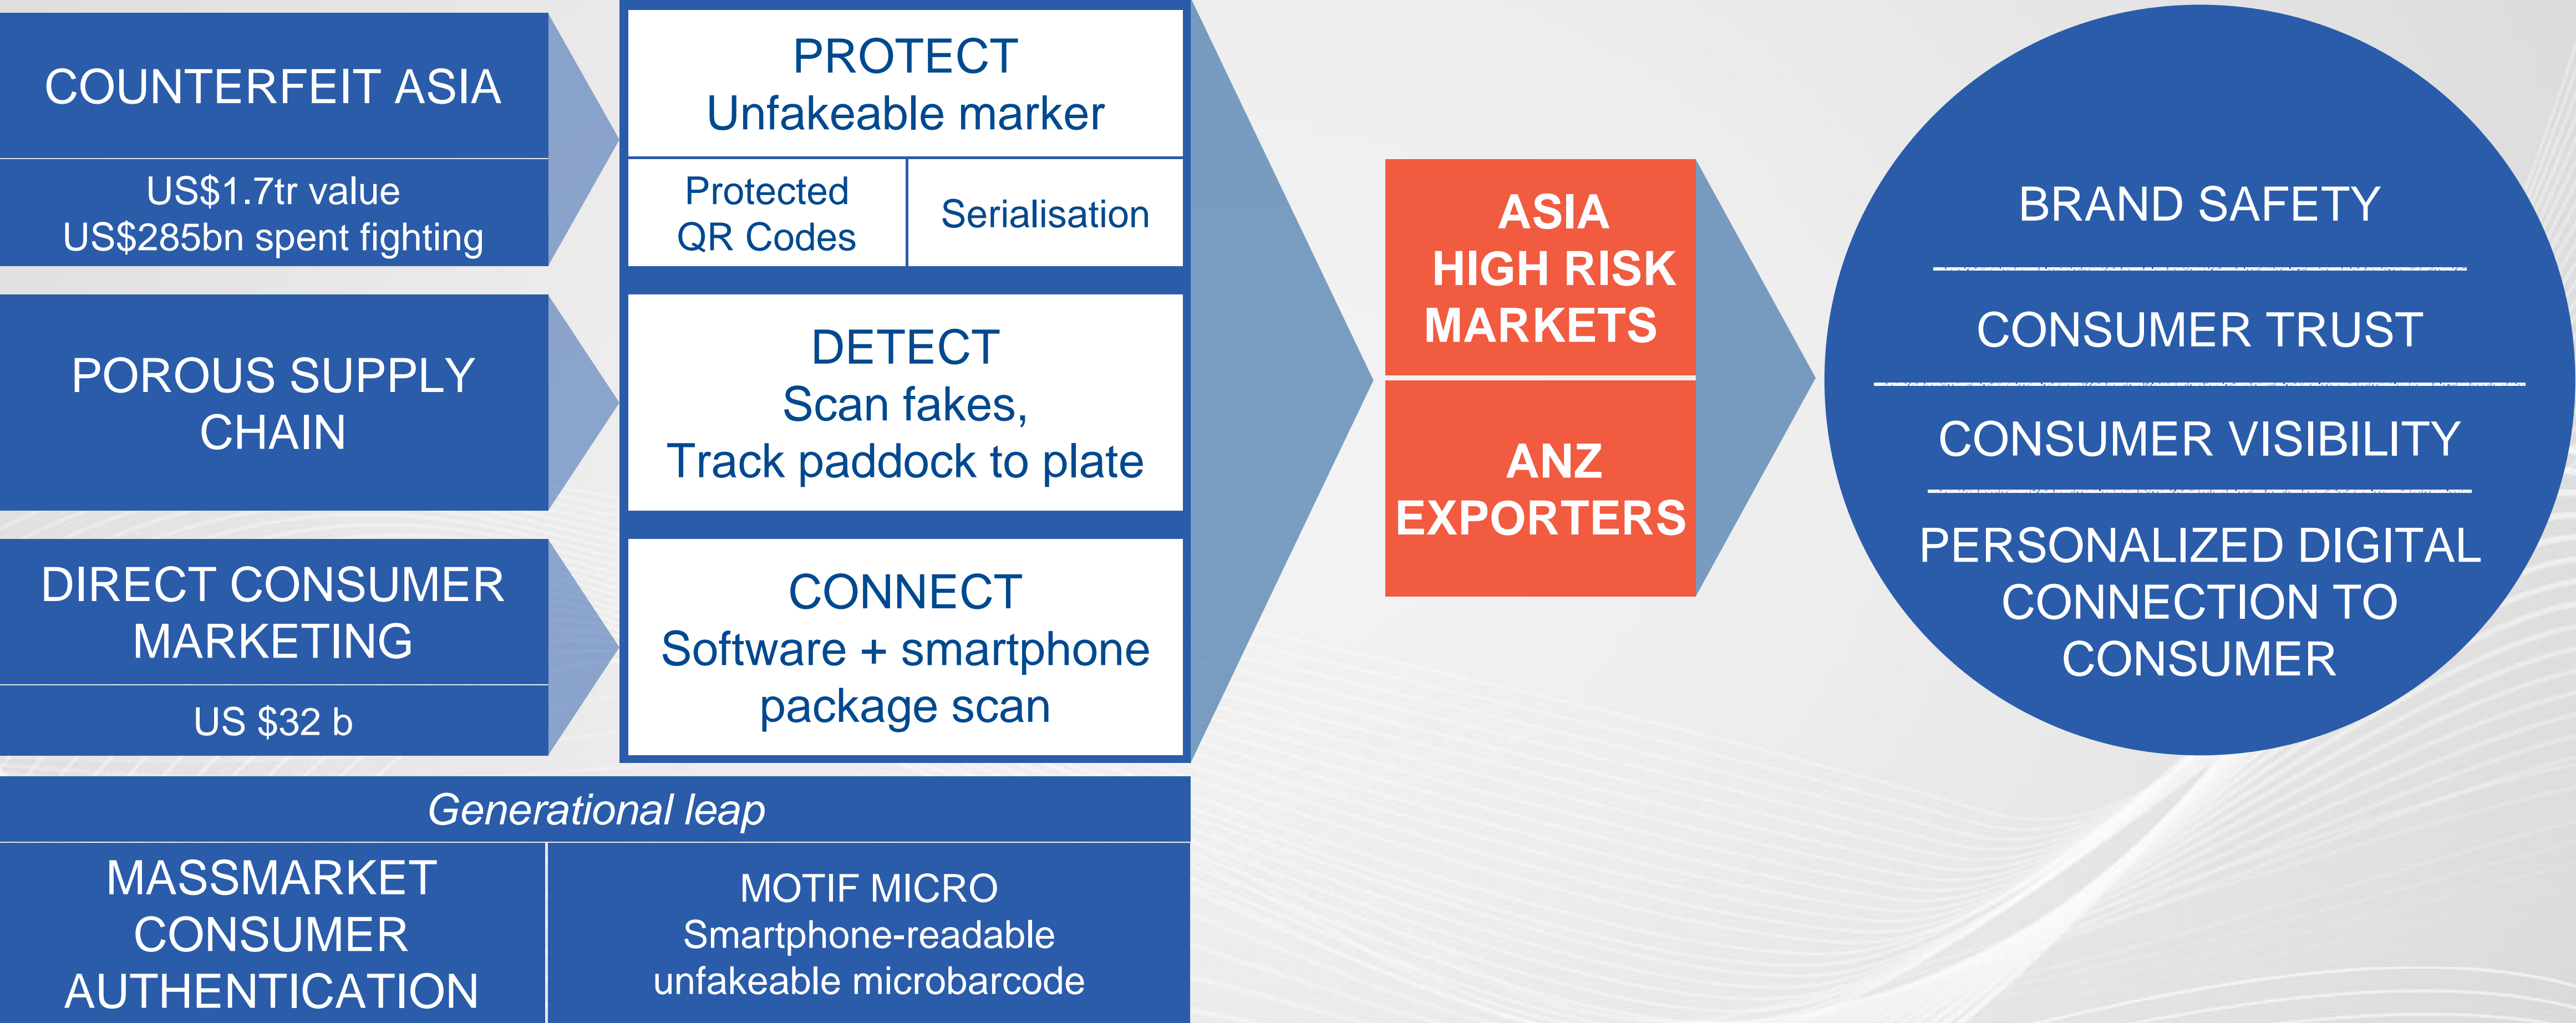 COUNTERFEIT ASIA
US$1.7tr value
US$285bn spent fighting
POROUS SUPPLY
CHAIN
DIRECT CONSUMER
MARKETING
US $32 b
PROTECT
Unfakeable marker
Protected
QR Codes
Serialisation
DETECT
Scan fakes,
Track paddock to plate
CONNECT
Software + smartphone
package scan
Generational leap
MASSMARKET
CONSUMER
AUTHENTICATION
MOTIF MICRO
Smartphone-readable
unfakeable microbarcode
ASIA
HIGH RISK
MARKETS
ANZ
EXPORTERS
BRAND SAFETY
CONSUMER TRUST
CONSUMER VISIBILITY
PERSONALIZED DIGITAL
CONNECTION TO
CONSUMER